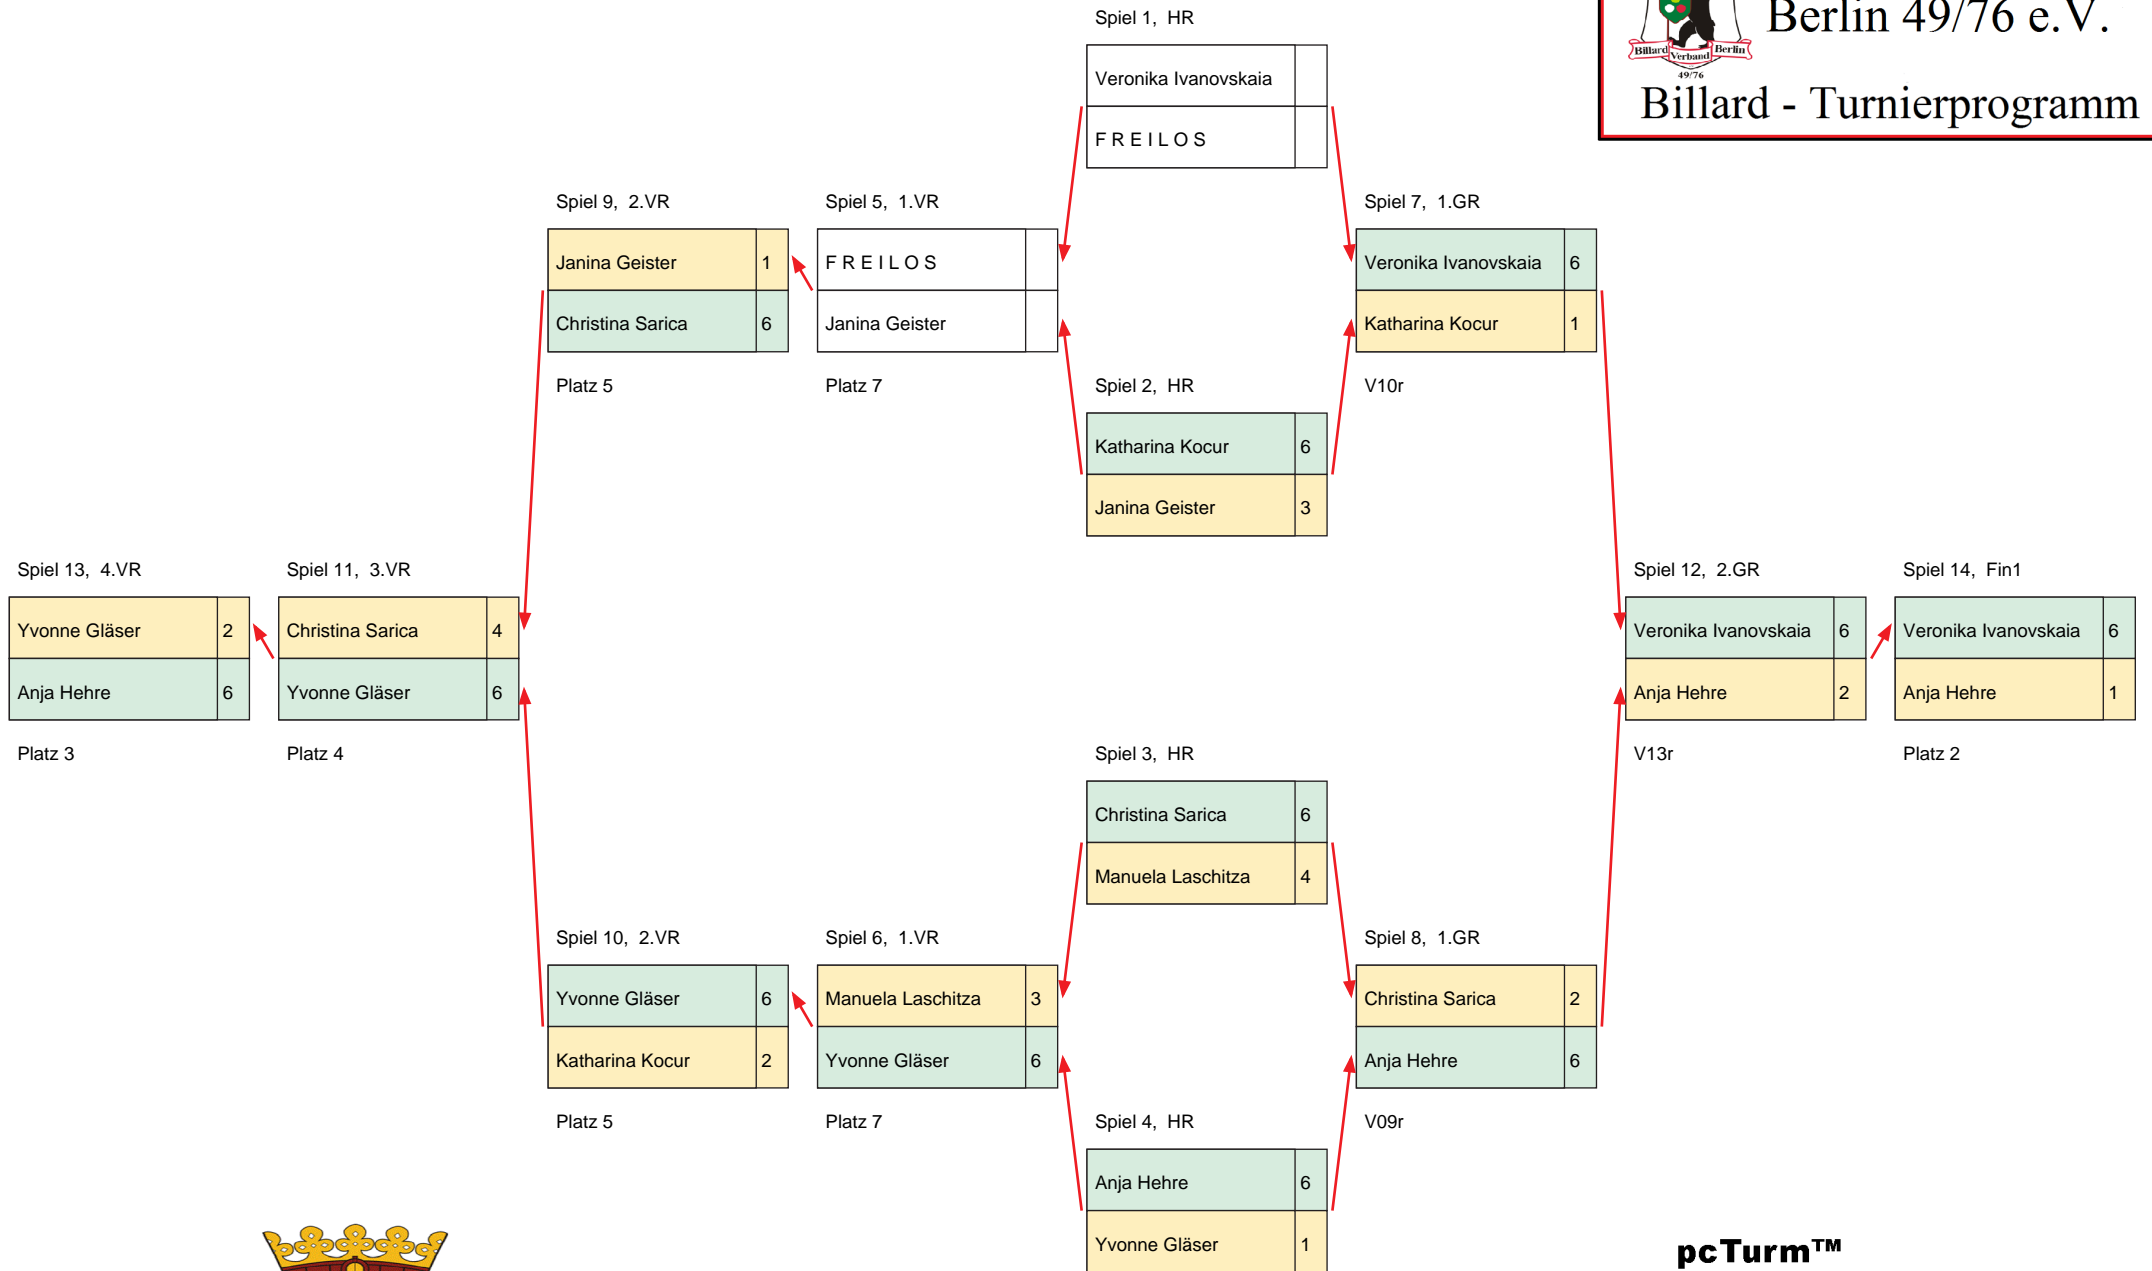 Berlin 49/76 e.V.
Billard Verband Berlin
49/76
Billard - Turnierprogramm
Spiel 1, HR
Veronika Ivanovskaia
F R E I L O S
Spiel 9, 2.VR
Janina Geister 1
Christina Sarica 6
Platz 5
Spiel 5, 1.VR
F R E I L O S
Janina Geister
Platz 7
Spiel 7, 1.GR
Veronika Ivanovskaia 6
Katharina Kocur 1
V10r
Spiel 2, HR
Katharina Kocur 6
Janina Geister 3
Spiel 13, 4.VR
Yvonne Gläser 2
Anja Hehre 6
Platz 3
Spiel 11, 3.VR
Christina Sarica 4
Yvonne Gläser 6
Platz 4
Spiel 12, 2.GR
Veronika Ivanovskaia 6
Anja Hehre 2
V13r
Spiel 14, Fin1
Veronika Ivanovskaia 6
Anja Hehre 1
Platz 2
Spiel 3, HR
Christina Sarica 6
Manuela Laschitza 4
Spiel 10, 2.VR
Yvonne Gläser 6
Katharina Kocur 2
Platz 5
Spiel 6, 1.VR
Manuela Laschitza 3
Yvonne Gläser 6
Platz 7
Spiel 8, 1.GR
Christina Sarica 2
Anja Hehre 6
V09r
Spiel 4, HR
Anja Hehre 6
Yvonne Gläser 1
pcTurm™